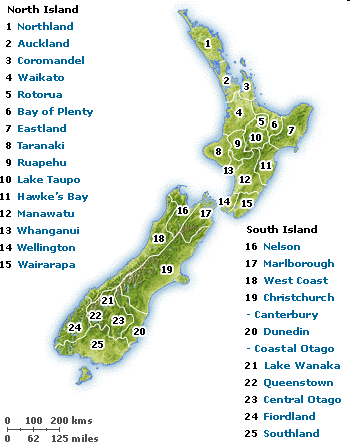 North Island
1 Northland
2 Auckland
3 Coromandel
4 Waikato
5 Rotorua
6 Bay of Plenty
7 Eastland
8 Taranaki
9 Ruapehu
10 Lake Taupo
11 Hawke's Bay
12 Manawatu
13 Whanganui
14 Wellington
15 Wairarapa
1
2
3
4
5
6
7
10
9
8
11
13
12
14
15
16
17
18
19
21
22
23
24
20
25
South Island
16 Nelson
17 Marlborough
18 West Coast
19 Christchurch
- Canterbury
20 Dunedin
- Coastal Otago
21 Lake Wanaka
22 Queenstown
23 Central Otago
24 Fiordland
25 Southland
0 100 200 kms
0 62 125 miles